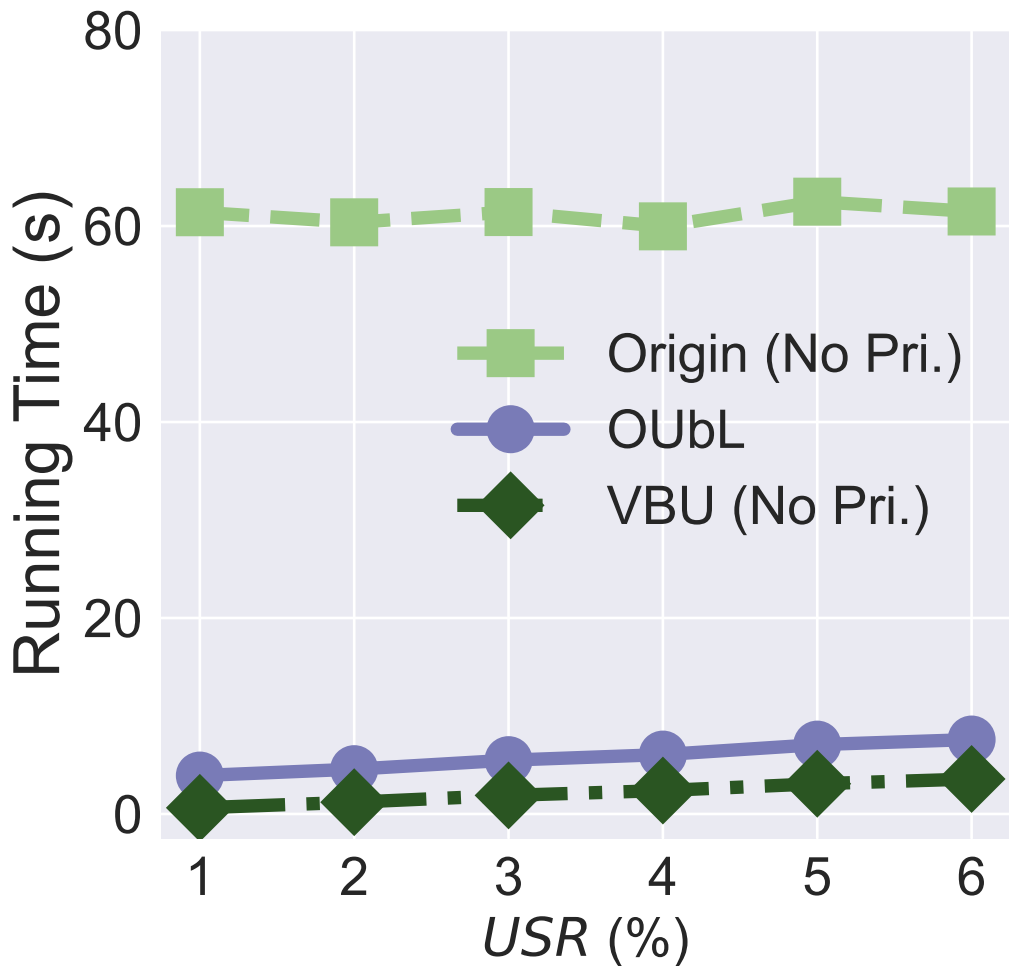 80
60
40
20
0
Running Time (s)
Origin (No Pri.)
OUbL
VBU (No Pri.)
1 2 3 4 5 6
USR (%)